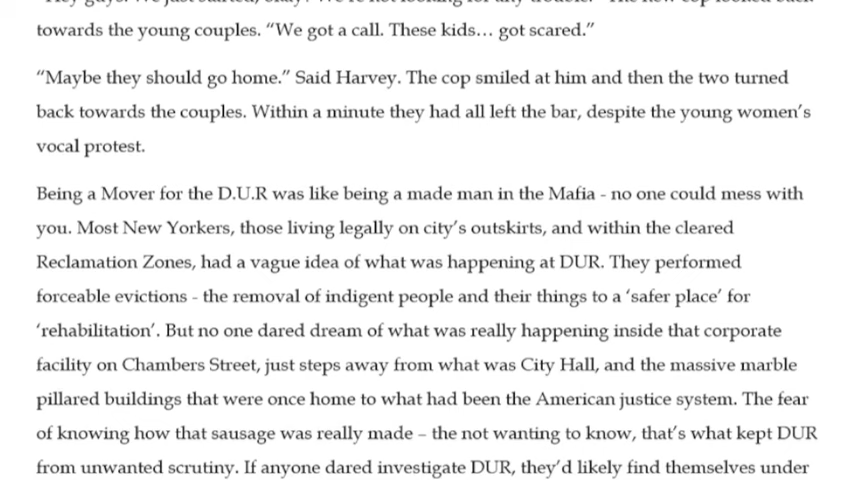 towards the young couples. “We got a call. These kids… got scared.”
“Maybe they should go home.” Said Harvey. The cop smiled at him and then the two turned
back towards the couples. Within a minute they had all left the bar, despite the young women’s
vocal protest.
Being a Mover for the D.U.R was like being a made man in the Mafia - no one could mess with
you. Most New Yorkers, those living legally on city’s outskirts, and within the cleared
Reclamation Zones, had a vague idea of what was happening at DUR. They performed
forceable evictions - the removal of indigent people and their things to a ‘safer place’ for
‘rehabilitation’. But no one dared dream of what was really happening inside that corporate
facility on Chambers Street, just steps away from what was City Hall, and the massive marble
pillared buildings that were once home to what had been the American justice system. The fear
of knowing how that sausage was really made – the not wanting to know, that’s what kept DUR
from unwanted scrutiny. If anyone dared investigate DUR, they’d likely find themselves under